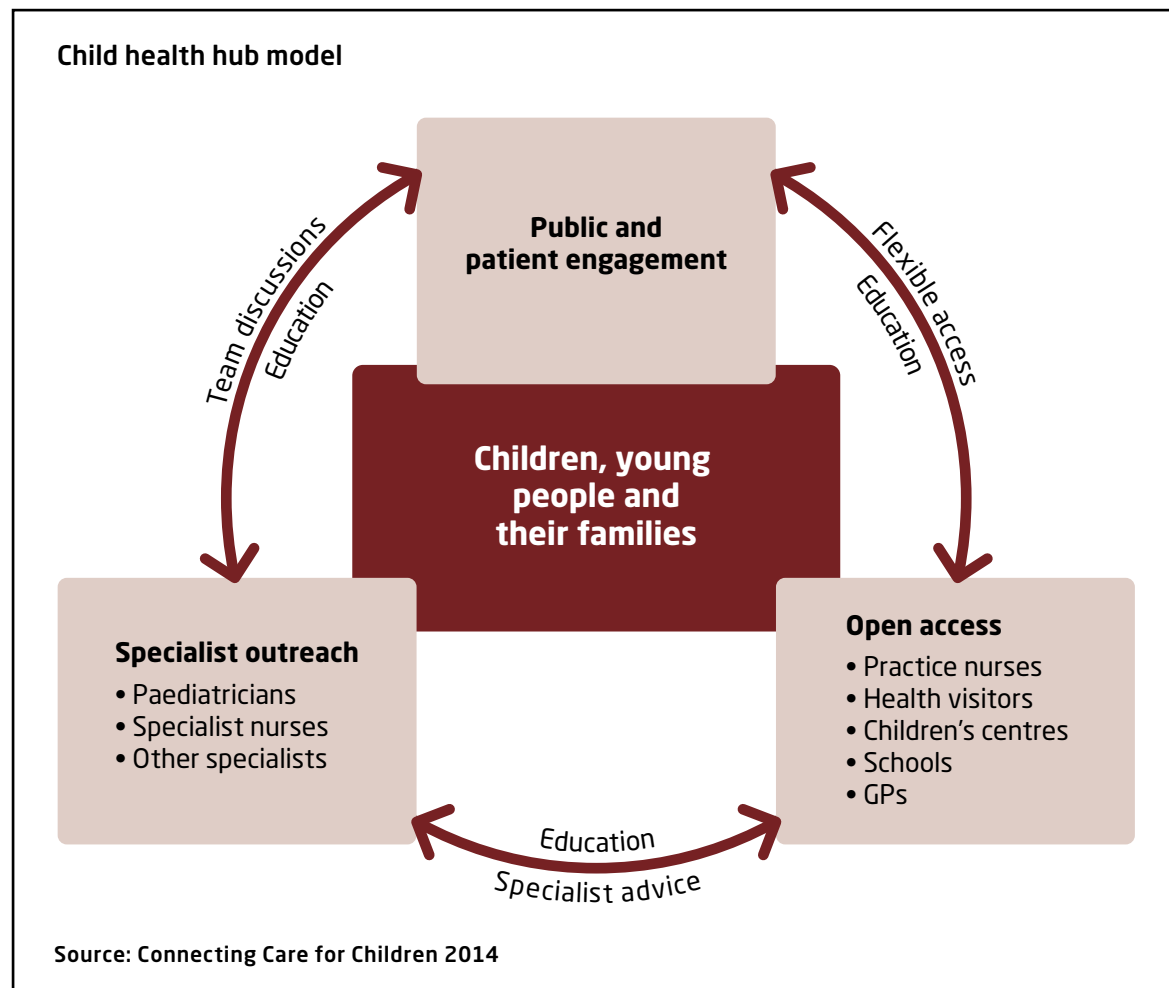 Child health hub model
Public and
patient engagement
Team discussions
Education
Flexible access
Education
Children, young
people and
their families
Specialist outreach
• Paediatricians
• Specialist nurses
• Other specialists
Open access
• Practice nurses
• Health visitors
• Children's centres
• Schools
• GPs
Education
Specialist advice
Source: Connecting Care for Children 2014